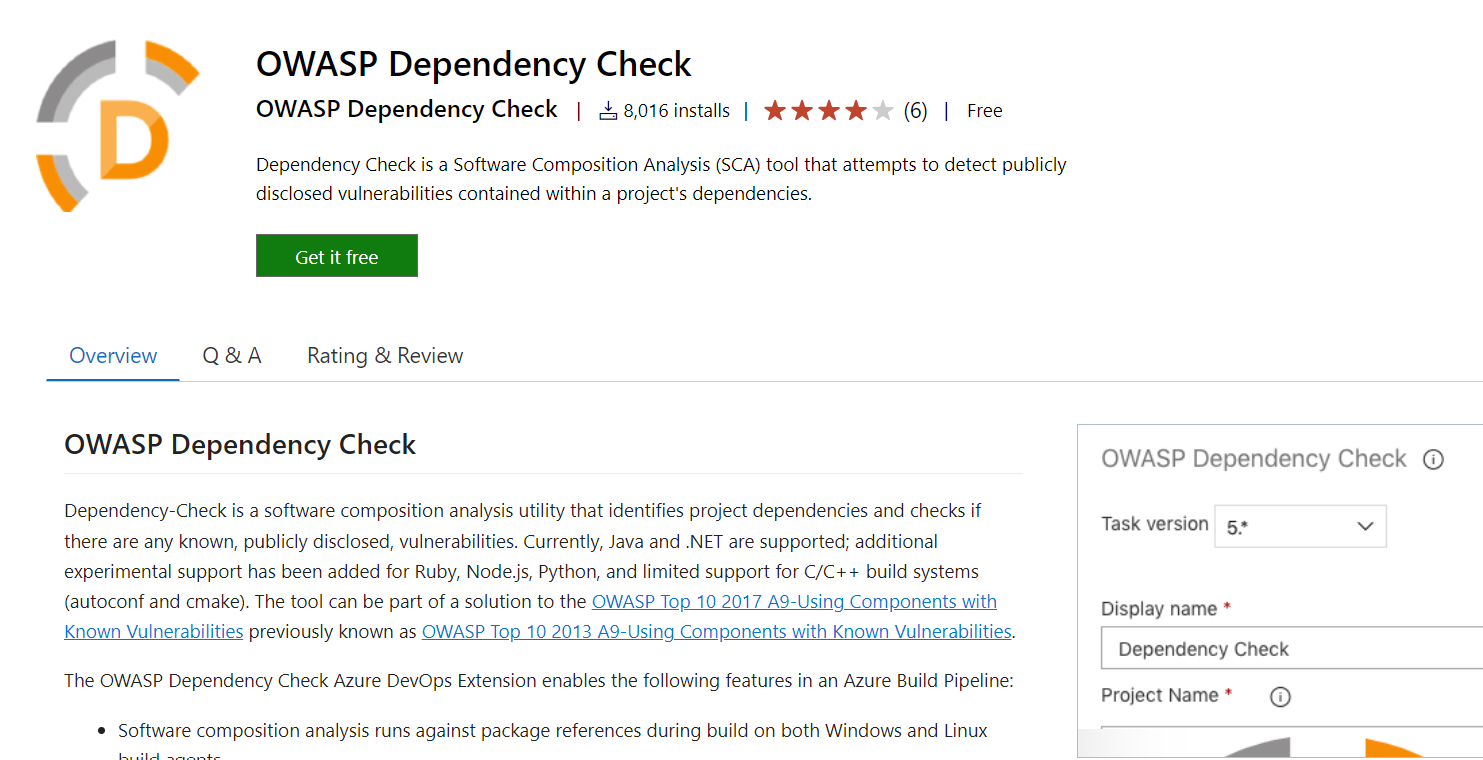 D
OWASP Dependency Check
OWASP Dependency Check | 8,016 installs | (6) | Free
Dependency Check is a Software Composition Analysis (SCA) tool that attempts to detect publicly
disclosed vulnerabilities contained within a project's dependencies.
Get it free
Overview Q & A Rating & Review
OWASP Dependency Check
Dependency-Check is a software composition analysis utility that identifies project dependencies and checks if
there are any known, publicly disclosed, vulnerabilities. Currently, Java and .NET are supported; additional
experimental support has been added for Ruby, Node.js, Python, and limited support for C/C++ build systems
(autoconf and cmake). The tool can be part of a solution to the OWASP Top 10 2017 A9-Using Components with
Known Vulnerabilities previously known as OWASP Top 10 2013 A9-Using Components with Known Vulnerabilities.
The OWASP Dependency Check Azure DevOps Extension enables the following features in an Azure Build Pipeline:
• Software composition analysis runs against package references during build on both Windows and Linux
build agents
OWASP Dependency Check
Task version 5.*
Display name *
Dependency Check
Project Name *